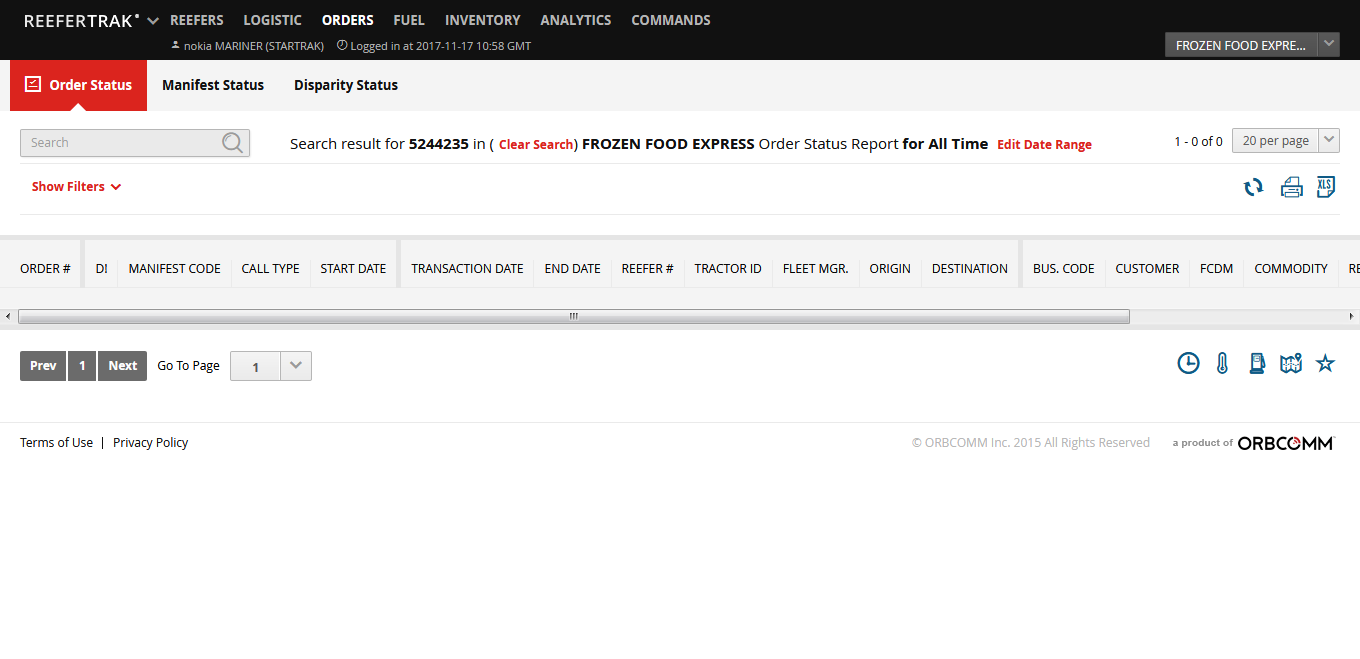 REEFERTRAK REEFERS LOGISTIC ORDERS FUEL INVENTORY ANALYTICS COMMANDS
nokia MARINER (STARTRAK) Logged in at 2017-11-17 10:58 GMT FROZEN FOOD EXPRE...
Order Status Manifest Status Disparity Status
Search Search result for 5244235 in ( Clear Search) FROZEN FOOD EXPRESS Order Status Report for All Time Edit Date Range 1 - 0 of 0 20 per page
Show Filters XLS
ORDER # D! MANIFEST CODE CALL TYPE START DATE TRANSACTION DATE END DATE REEFER # TRACTOR ID FLEET MGR. ORIGIN DESTINATION BUS. CODE CUSTOMER FCDM COMMODITY RE
Prev 1 Next Go To Page 1
Terms of Use | Privacy Policy © ORBCOMM Inc. 2015 All Rights Reserved a product of ORBCOMM